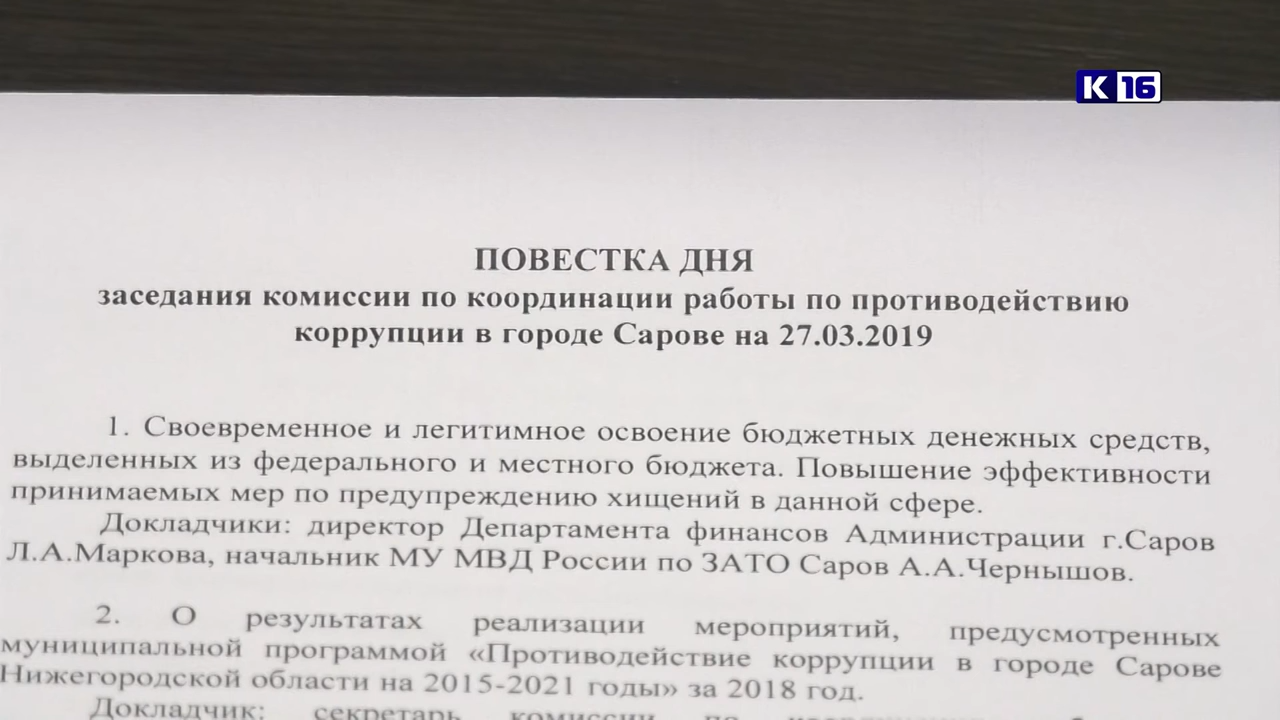 К 16
ПОВЕСТКА ДНЯ
заседания комиссии по координации работы по противодействию
коррупции в городе Сарове на 27.03.2019
1. Своевременное и легитимное освоение бюджетных денежных средств,
выделенных из федерального и местного бюджета. Повышение эффективности
принимаемых мер по предупреждению хищений в данной сфере.
Докладчики: директор Департамента финансов Администрации г.Саров
Л.А.Маркова, начальник МУ МВД России по ЗАТО Саров А.А.Чернышов.
2. О результатах реализации мероприятий, предусмотренных
муниципальной программой «Противодействие коррупции в городе Сарове
Нижегородской области на 2015-2021 годы» за 2018 год.
Докладчик: секретарь комиссии по